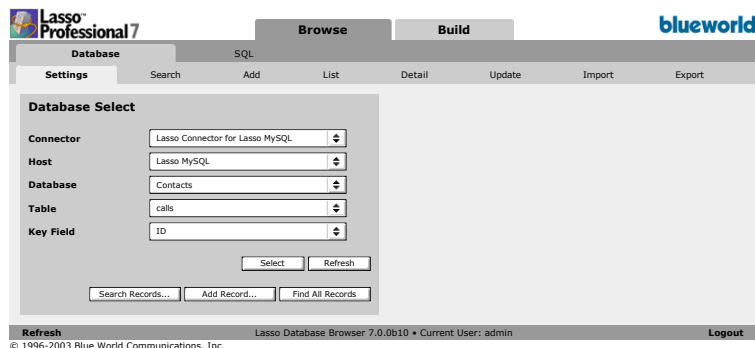 Lasso™
Professional 7
Browse
Build
blueworld
Database
SQL
Settings
Search
Add
List
Detail
Update
Import
Export
Database Select
Connector
Lasso Connector for Lasso MySQL
Host
Lasso MySQL
Database
Contacts
Table
calls
Key Field
ID
Select
Refresh
Search Records...
Add Record...
Find All Records
Refresh
Lasso Database Browser 7.0.0b10 • Current User: admin
Logout
© 1996-2003 Blue World Communications, Inc.